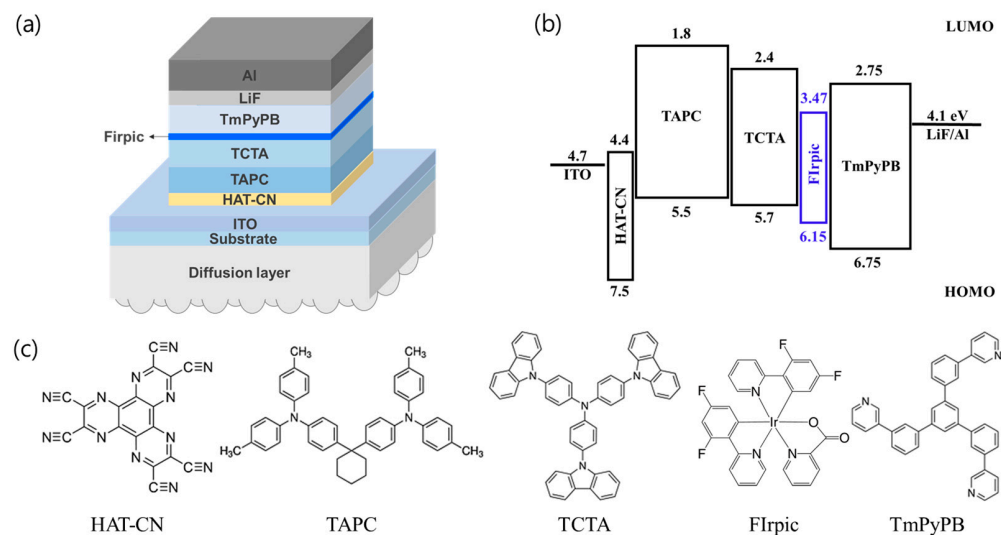 (a)
Al
LiF
TmPyPB
Firpic
TCTA
TAPC
HAT-CN
ITO
Substrate
Diffusion layer
(b)
LUMO
1.8
2.4
2.75
3.47
4.1 eV
LiF/Al
4.7
ITO
4.4
TAPC
TCTA
FIrpic
TmPyPB
HAT-CN
5.5
5.7
6.15
6.75
7.5
HOMO
(c)
C≡N
C≡N
N≡C
N≡C
C≡N
C≡N
N
N
N
N
N
N
HAT-CN
CH3
CH3
N
N
H3C
CH3
TAPC
N
N
N
N
TCTA
F
F
F
F
N
Ir
O
O
N
N
FIrpic
N
N
N
TmPyPB